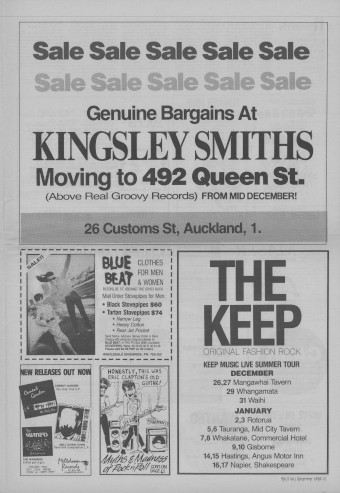 Sale Sale Sale Sale Sale
Sale Sale Sale Sale Sale
Genuine Bargains At
KINGSLEY SMITHS
Moving to 492 Queen St.
(Above Real Groovy Records) FROM MID DECEMBER!
26 Customs St, Auckland, 1.
SALE!!
BLUE BEAT
CLOTHES
FOR MEN
& WOMEN
Mail Order Stovepipes for Men
• Black Stovepipes $60
• Tartan Stovepipes $74
• Narrow Leg
• Heavy Cotton
• Rear Jet Pocket
NEW RELEASES OUT NOW
HONESTLY, THIS WAS
ERIC CLAPTON'S OLD
GUITAR!
Myths & Madness
of Rock n Roll
THE
KEEP
ORIGINAL FASHION ROCK
KEEP MUSIC LIVE SUMMER TOUR
DECEMBER
26,27 Mangawhai Tavern
29 Whangamata
31 Waihi
JANUARY
2,3 Rotorua
5,6 Tauranga, Mid City Tavern
7,8 Whakatane, Commercial Hotel
9,10 Gisborne
14,15 Hastings, Angus Motor Inn
16,17 Napier, Shakespeare